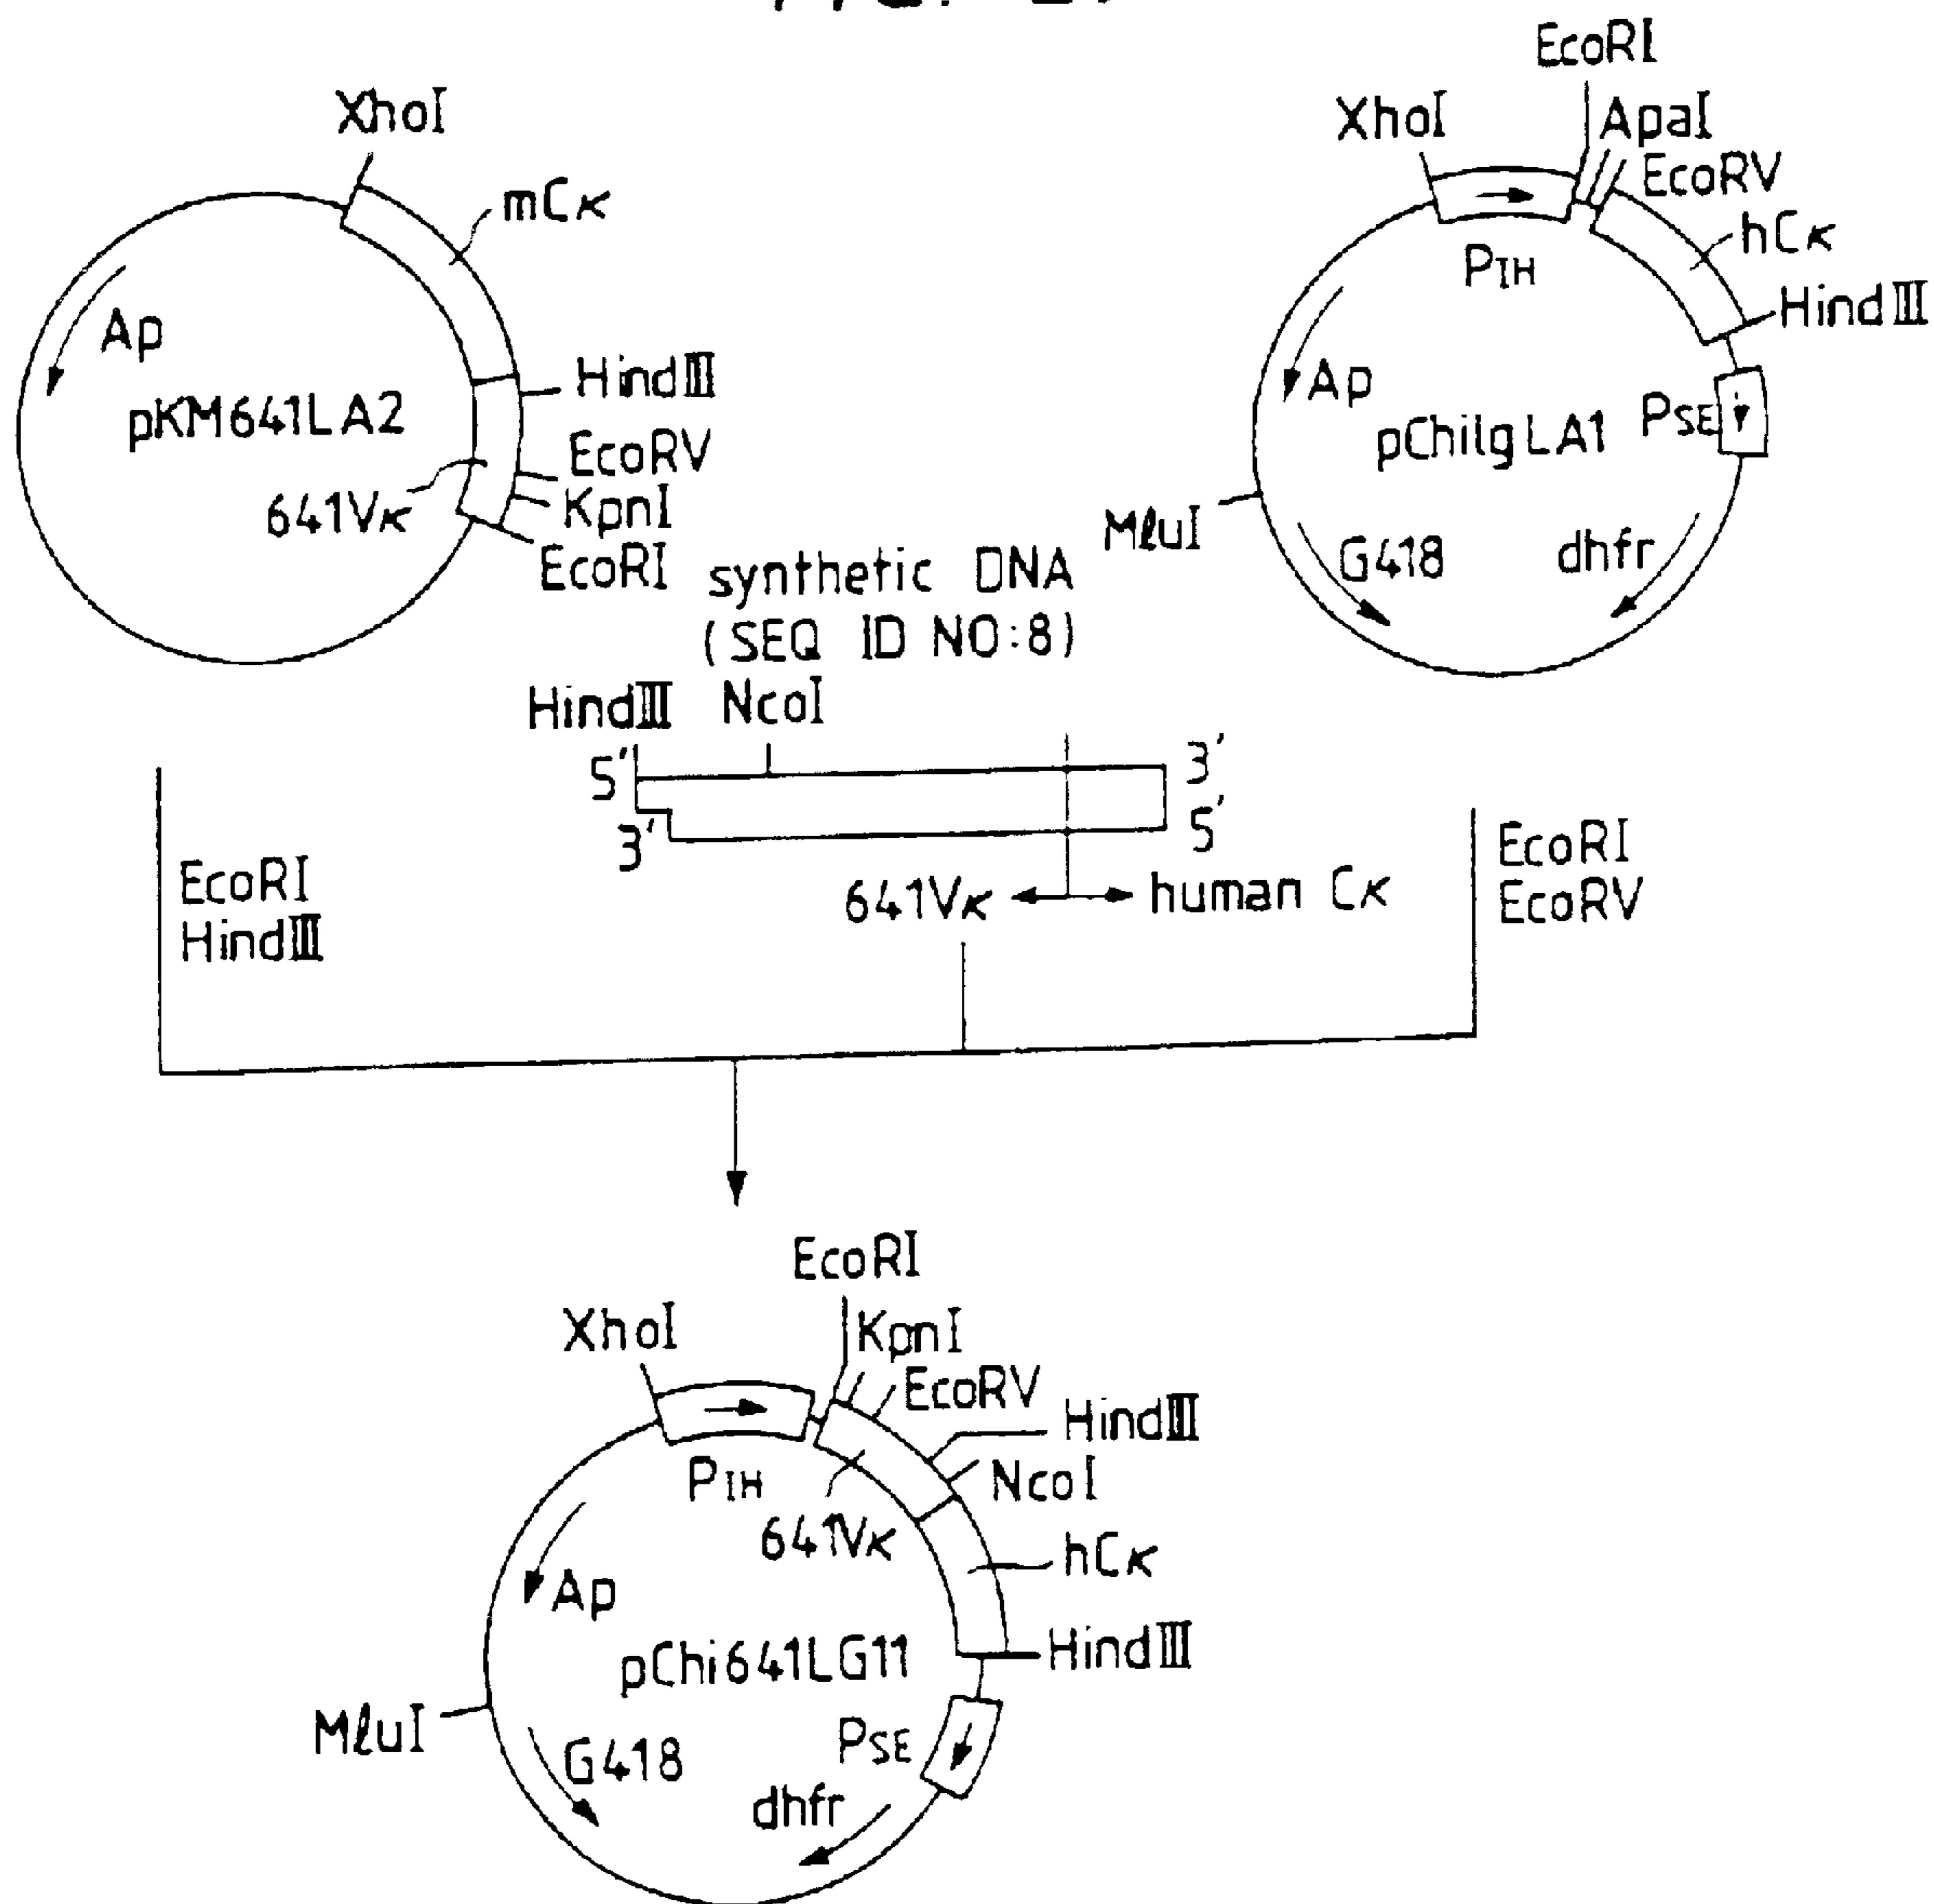 XhoI
mCκ
Ap
pKM641LA2
HindIII
EcoRV
KpnI
EcoRI
641Vκ
EcoRI
XhoI
ApaI
EcoRV
hCκ
PIH
HindIII
Ap
pChiIgLA1
PSE
MluI
G418
dhfr
synthetic DNA
(SEQ ID NO:8)
HindIII NcoI
5' 3'
3' 5'
641Vκ human Cκ
EcoRI
HindIII
EcoRI
EcoRV
EcoRI
XhoI
KpnI
EcoRV
HindIII
NcoI
PIH
641Vκ
hCκ
Ap
pChi641LG11
HindIII
MluI
G418
PSE
dhfr